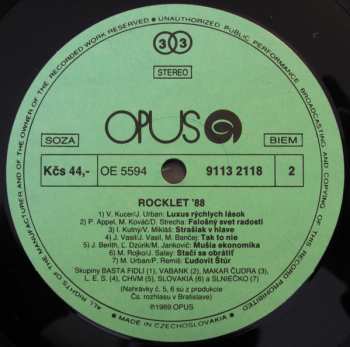 UNAUTHORIZED PUBLIC PERFORMANCE BROADCASTING AND COPYING OF THIS RECORD PROHIBITED
ALL RIGHTS OF THE MANUFACTURER AND OF THE OWNER OF THE RECORDED WORK RESERVED
33
STEREO
OPUS
SOZA
BIEM
Kčs 44,-
OE 5594
9113 2118
2
ROCKLET '88
1) V. Kucer/J. Urban: Luxus rýchlych lások
2) P. Appel, M. Kováč/D. Strecha: Falošný svet radosti
3) I. Kutný/V. Mikláš: Strašiak v hlave
4) J. Vasil/J. Vasil, M. Bančej: Tak to nie
5) J. Berith, Ľ. Dzúrik/M. Jankovič: Mušia ekonomika
6) M. Rojko/J. Salay: Stačí sa obrátiť
7) M. Urban/P. Remiš: Ľudovít Štúr
Skupiny BASTA FIDLI (1), VABANK (2), MAKAR ČUDRA (3),
L. E. S. (4), CHVM (5), SLOVAKIA (6) a SLNIEČKO (7)
(Nahrávky č. 5, 6 sú z produkcie
Čs. rozhlasu v Bratislave)
℗1989 OPUS
MADE IN CZECHOSLOVAKIA